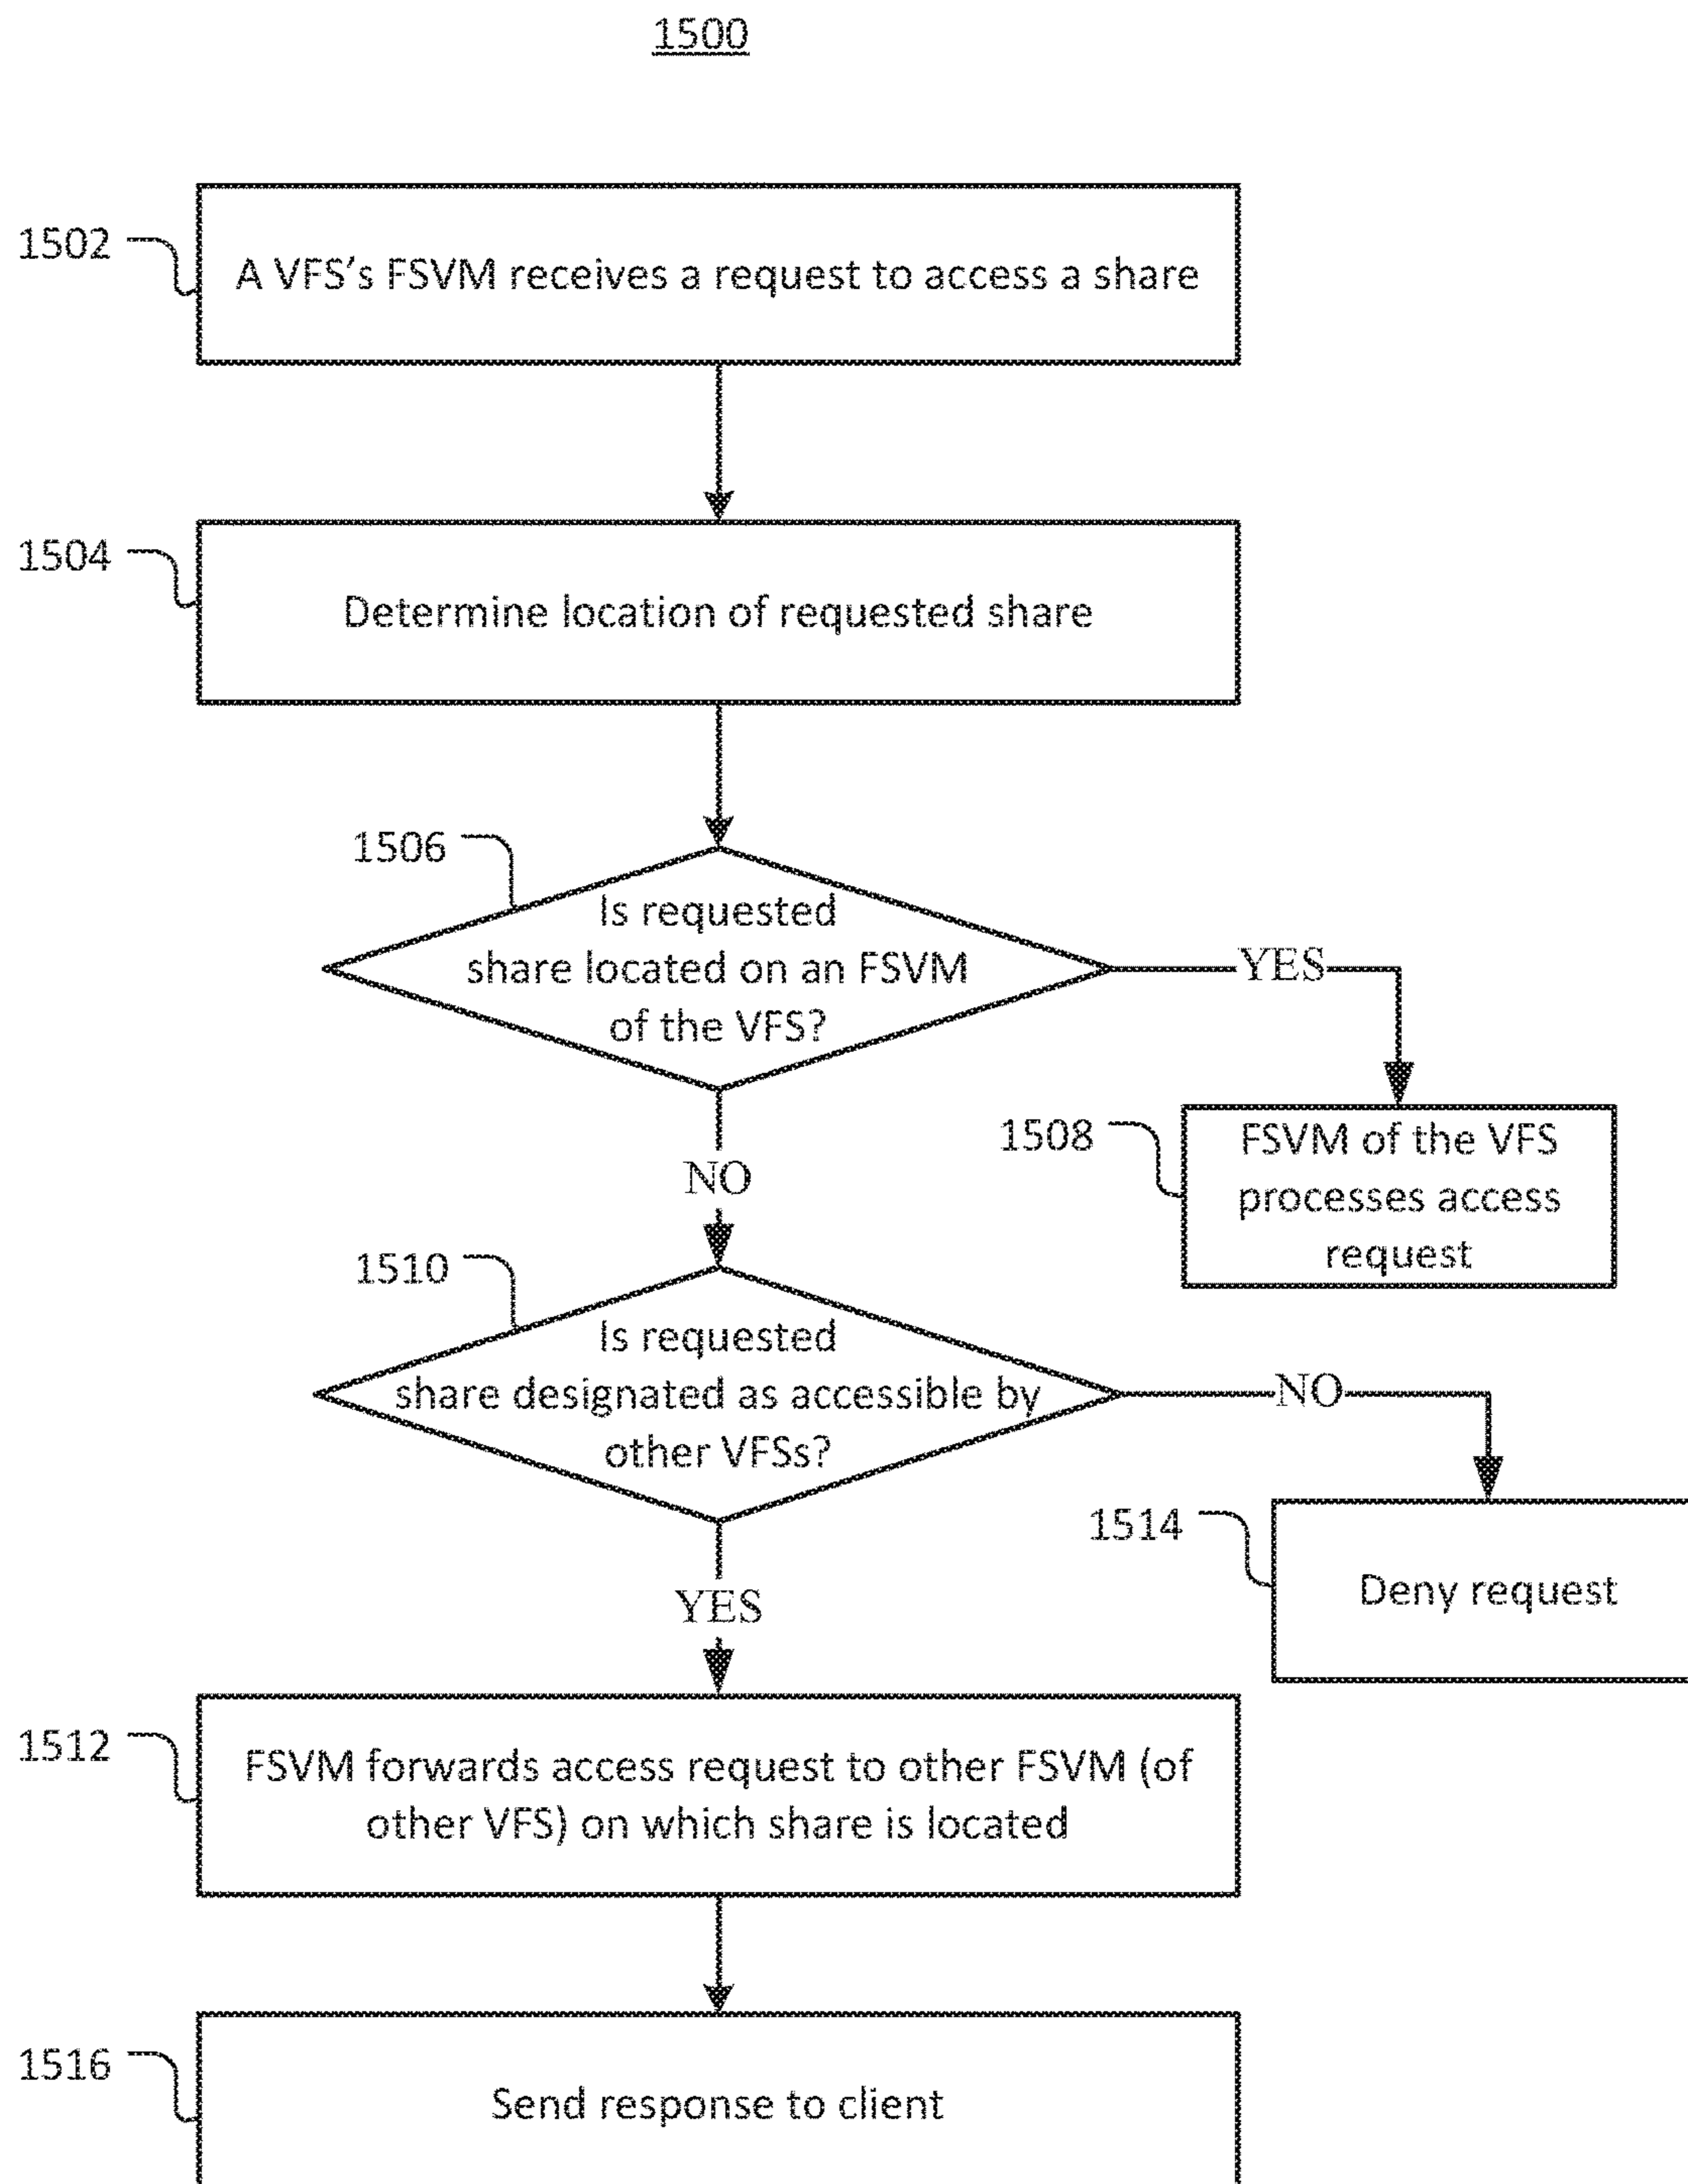 1500
1502
A VFS's FSVM receives a request to access a share
1504
Determine location of requested share
1506
Is requested
share located on an FSVM
of the VFS?
YES
NO
1508
FSVM of the VFS
processes access
request
1510
Is requested
share designated as accessible by
other VFSs?
NO
YES
1514
Deny request
1512
FSVM forwards access request to other FSVM (of
other VFS) on which share is located
1516
Send response to client